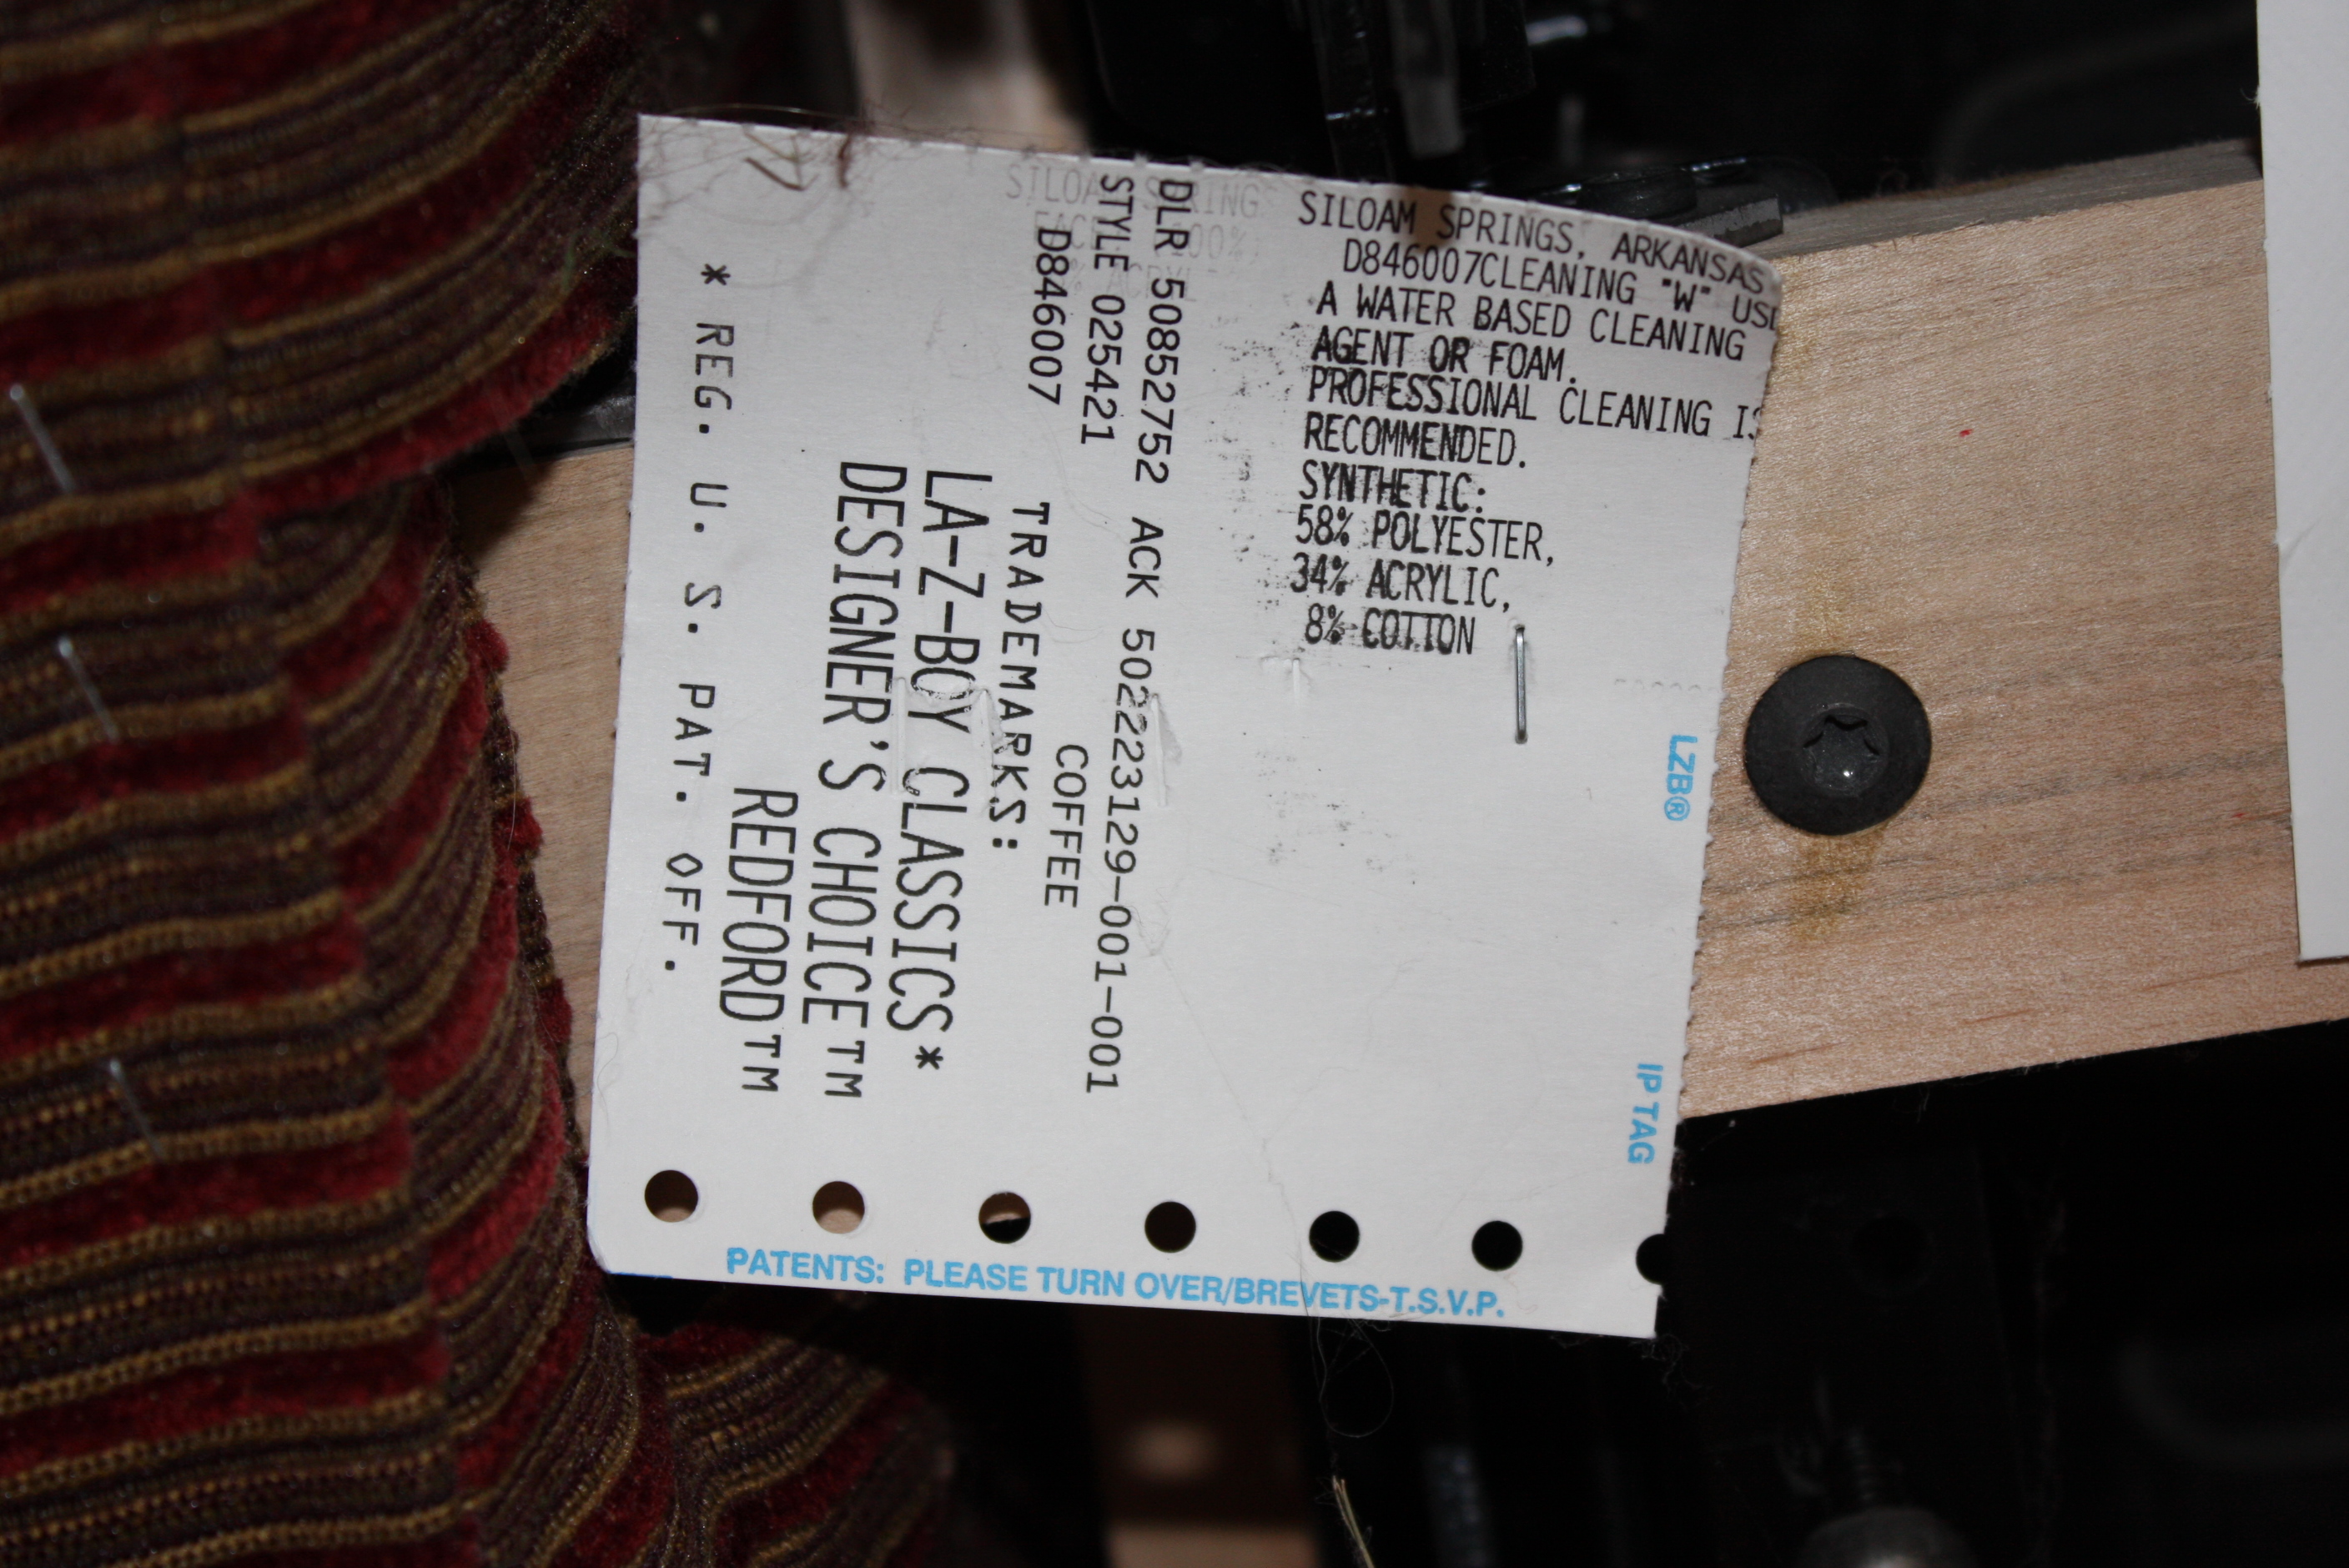 SILOAM SPRINGS, ARKANSAS
D846007CLEANING "W" USE
A WATER BASED CLEANING
AGENT OR FOAM.
PROFESSIONAL CLEANING IS
RECOMMENDED.
SYNTHETIC:
58% POLYESTER,
34% ACRYLIC,
8% COTTON
DLR 50852752 ACK 502223129-001-001
STYLE 025421
D846007 COFFEE
TRADEMARKS:
LA-Z-BOY CLASSICS*
DESIGNER'S CHOICE™
REDFORD™
* REG. U. S. PAT. OFF.
LZB® IP TAG
PATENTS: PLEASE TURN OVER/BREVETS-T.S.V.P.